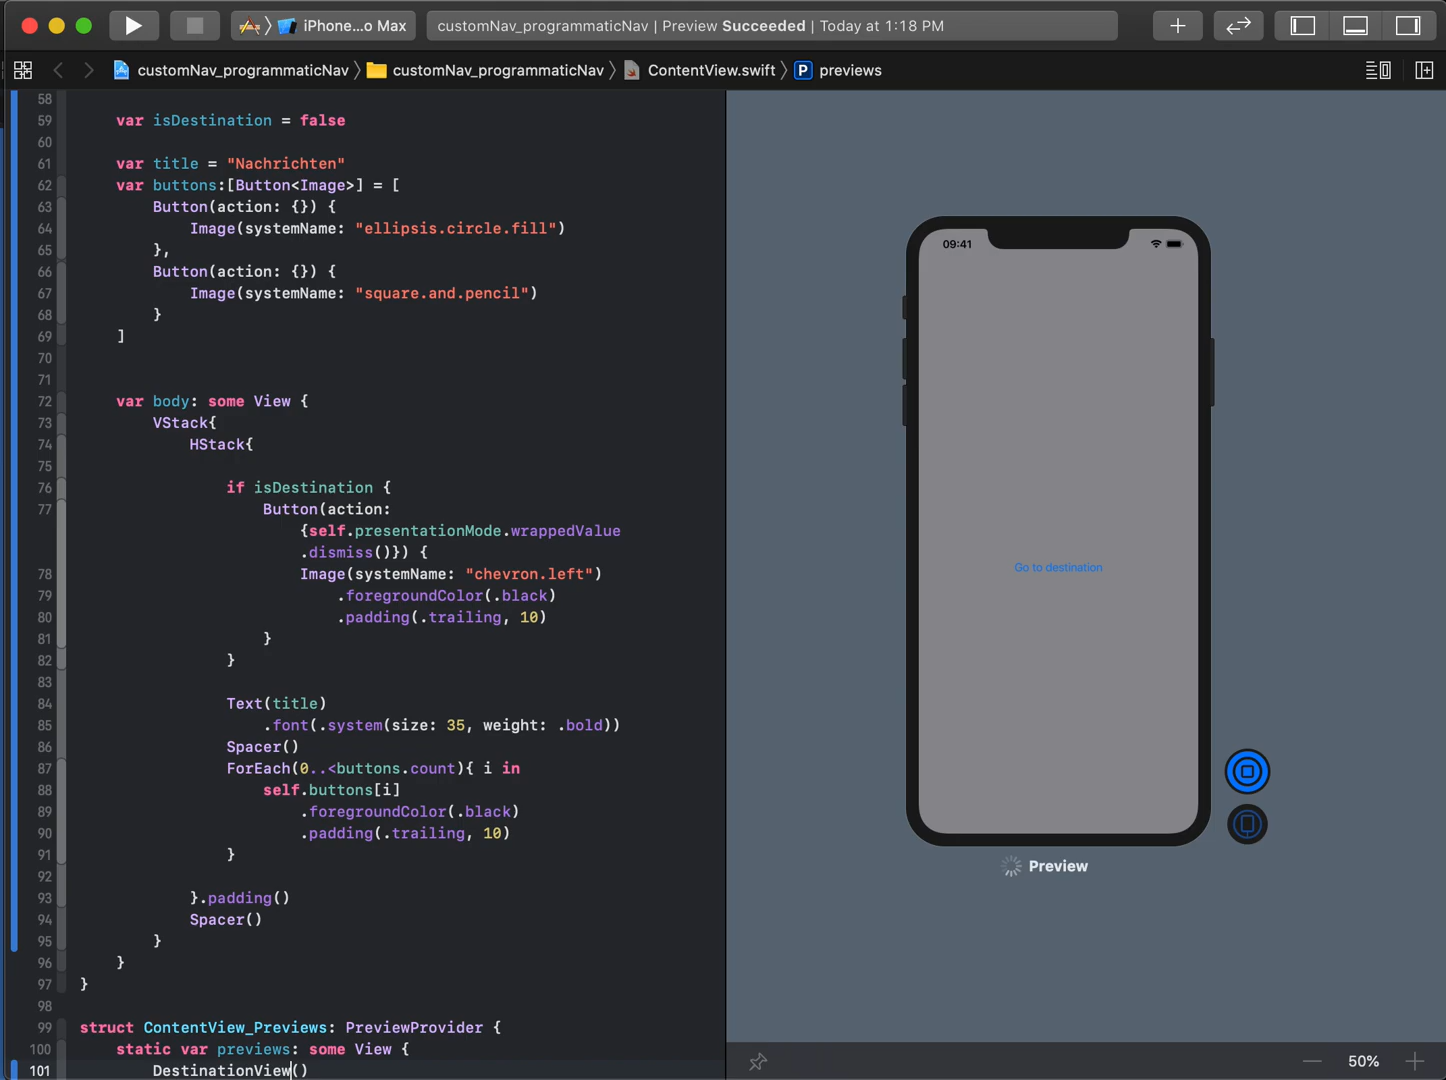 iPhone...o Max
customNav_programmaticNav | Preview Succeeded | Today at 1:18 PM
customNav_programmaticNav
customNav_programmaticNav
ContentView.swift
P previews
58
59 var isDestination = false
60
61 var title = "Nachrichten"
62 var buttons:[Button<Image>] = [
63 Button(action: {}) {
64 Image(systemName: "ellipsis.circle.fill")
65 },
66 Button(action: {}) {
67 Image(systemName: "square.and.pencil")
68 }
69 ]
70
71
72 var body: some View {
73 VStack{
74 HStack{
75
76 if isDestination {
77 Button(action:
{self.presentationMode.wrappedValue
.dismiss()}) {
78 Image(systemName: "chevron.left")
79 .foregroundColor(.black)
80 .padding(.trailing, 10)
81 }
82 }
83
84 Text(title)
85 .font(.system(size: 35, weight: .bold))
86 Spacer()
87 ForEach(0..<buttons.count){ i in
88 self.buttons[i]
89 .foregroundColor(.black)
90 .padding(.trailing, 10)
91 }
92
93 }.padding()
94 Spacer()
95 }
96 }
97 }
98
99 struct ContentView_Previews: PreviewProvider {
100 static var previews: some View {
101 DestinationView()
09:41
Go to destination
Preview
50%